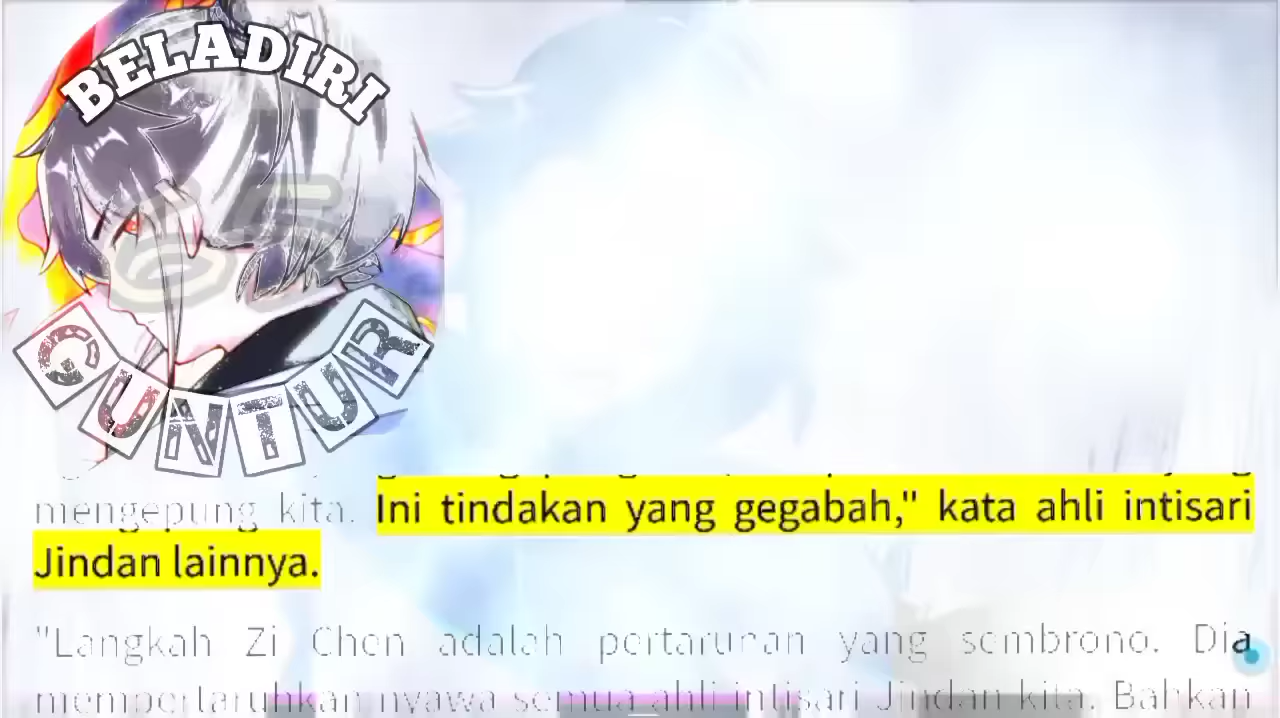 BELADIRI
65
GUNTUR
mengepung kita. Ini tindakan yang gegabah," kata ahli intisari
Jindan lainnya.
"Langkah Zi Chen adalah pertaruhan yang sembrono. Dia
mempertaruhkan nyawa semua ahli intisari Jindan kita. Bahkan